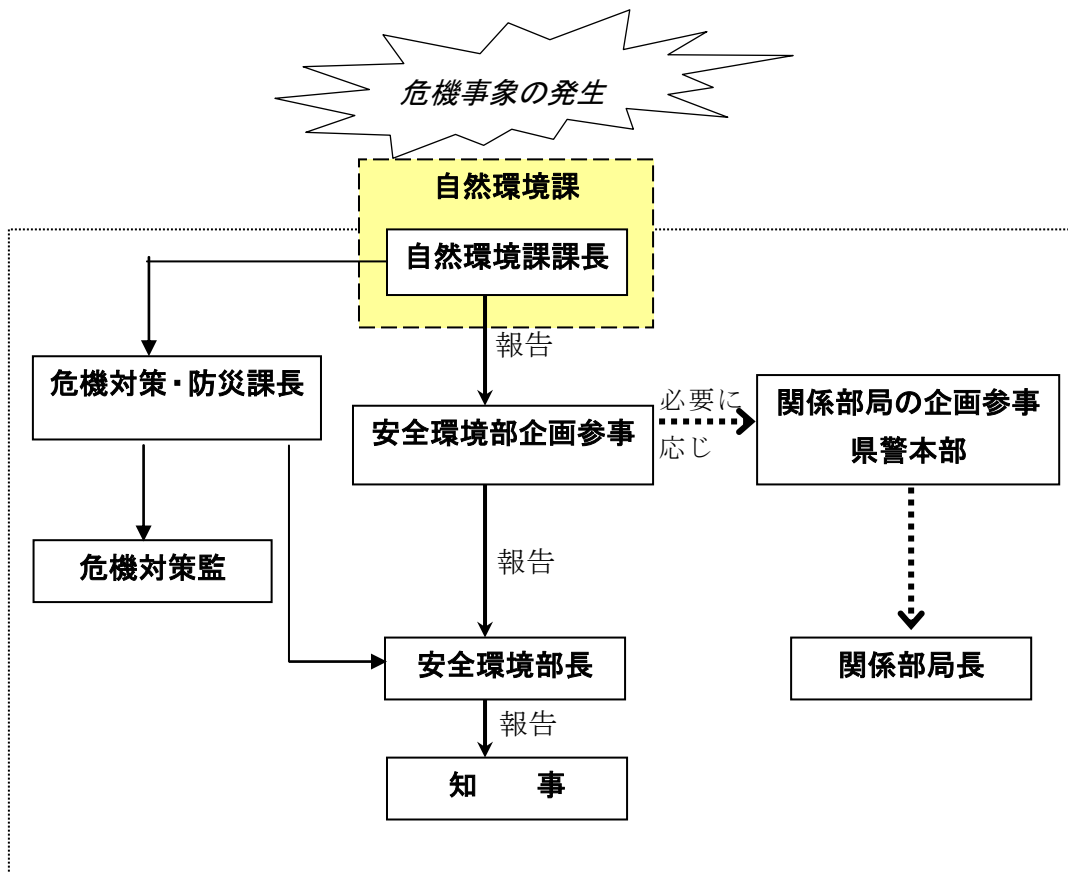 危機事象の発生
自然環境課
自然環境課課長
報告
危機対策・防災課長
安全環境部企画参事
必要に
応じ
関係部局の企画参事
県警本部
報告
危機対策監
安全環境部長
関係部局長
報告
知　　事